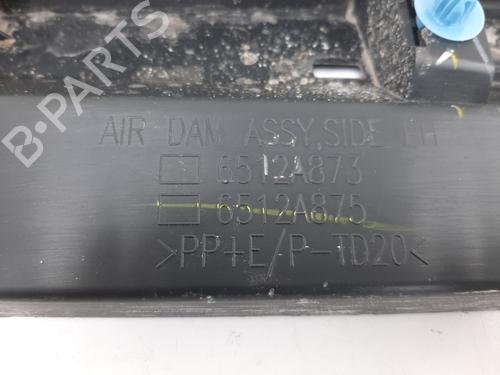 AIR DAM ASSY,SIDE LH
6512A873
6512A875
>PP+E/P-TD20<
B-PARTS